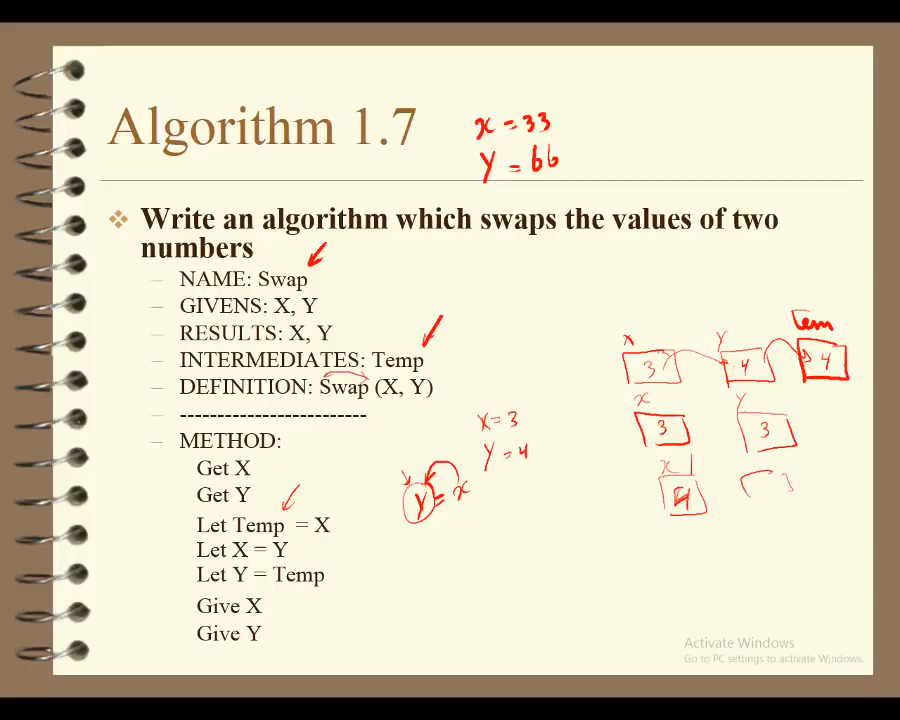 Algorithm 1.7
x = 33
Y = 66
Write an algorithm which swaps the values of two
numbers
– NAME: Swap
– GIVENS: X, Y
– RESULTS: X, Y
– INTERMEDIATES: Temp
– DEFINITION: Swap (X, Y)
– -------------------------
– METHOD:
Get X
Get Y
Let Temp = X
Let X = Y
Let Y = Temp
Give X
Give Y
X = 3
Y = 4
y = x
Tem
X Y
3 4 4
x Y
3 3
x
4
Activate Windows
Go to PC settings to activate Windows.